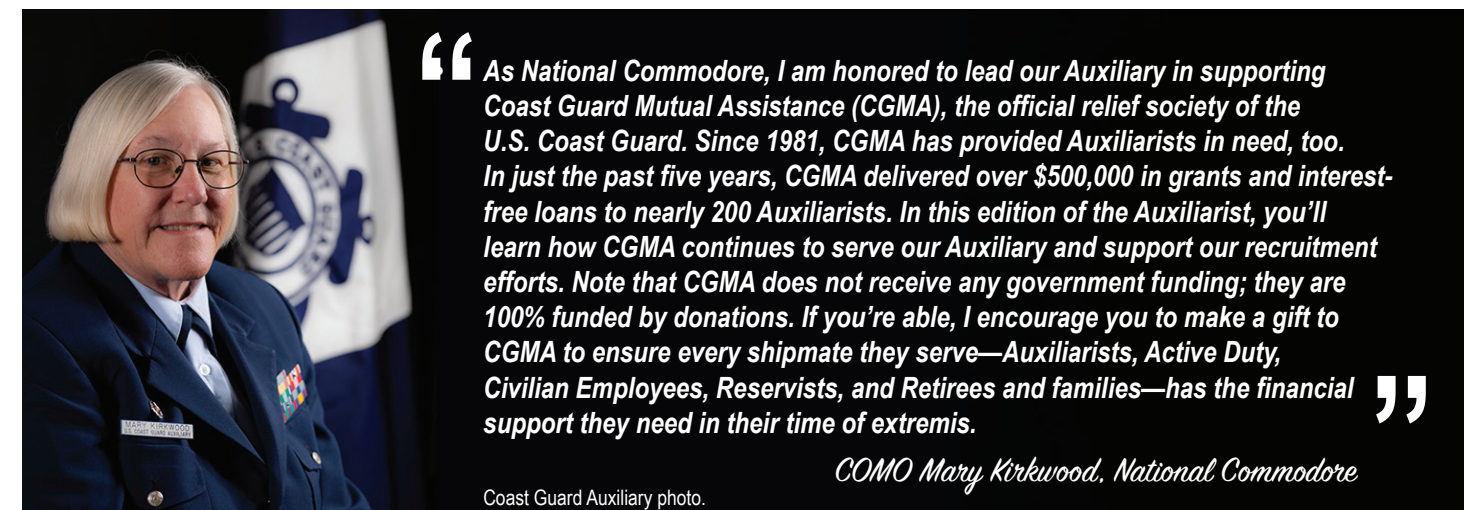 “ As National Commodore, I am honored to lead our Auxiliary in supporting
Coast Guard Mutual Assistance (CGMA), the official relief society of the
U.S. Coast Guard. Since 1981, CGMA has provided Auxiliarists in need, too.
In just the past five years, CGMA delivered over $500,000 in grants and interest-
free loans to nearly 200 Auxiliarists. In this edition of the Auxiliarist, you’ll
learn how CGMA continues to serve our Auxiliary and support our recruitment
efforts. Note that CGMA does not receive any government funding; they are
100% funded by donations. If you’re able, I encourage you to make a gift to
CGMA to ensure every shipmate they serve—Auxiliarists, Active Duty,
Civilian Employees, Reservists, and Retirees and families—has the financial
support they need in their time of extremis. ”
COMO Mary Kirkwood, National Commodore
Coast Guard Auxiliary photo.
MARY KIRKWOOD
U.S. COAST GUARD AUXILIARY
COAST GUARD